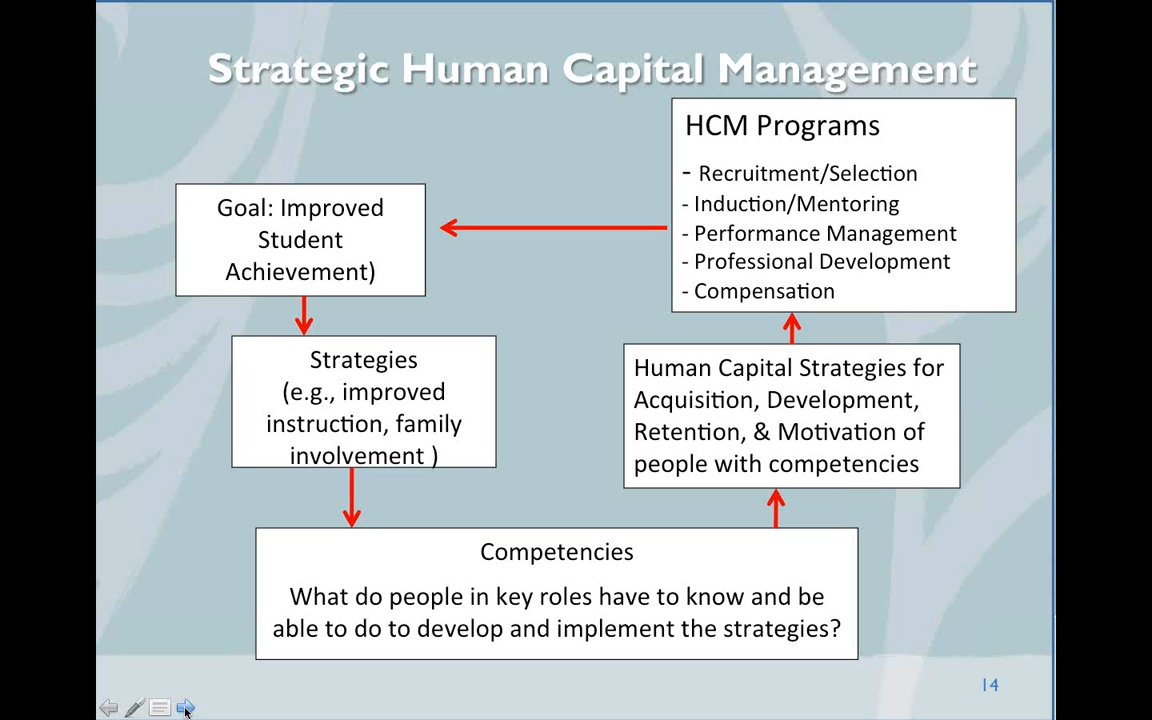 Strategic Human Capital Management
HCM Programs
- Recruitment/Selection
- Induction/Mentoring
- Performance Management
- Professional Development
- Compensation
Goal: Improved
Student
Achievement)
Strategies
(e.g., improved
instruction, family
involvement )
Human Capital Strategies for
Acquisition, Development,
Retention, & Motivation of
people with competencies
Competencies
What do people in key roles have to know and be
able to do to develop and implement the strategies?
14